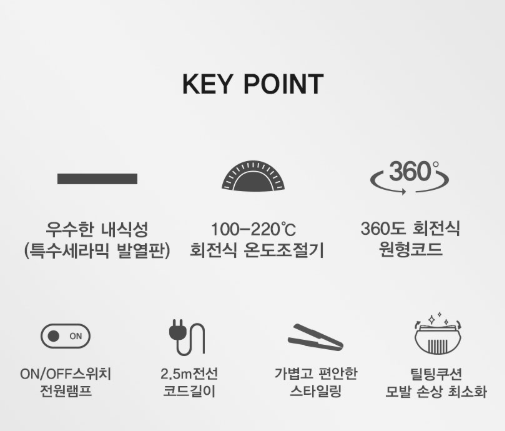 KEY POINT
360°
우수한 내식성
(특수세라믹 발열판)
100-220℃
회전식 온도조절기
360도 회전식
원형코드
ON
ON/OFF스위치
전원램프
2.5m전선
코드길이
가볍고 편안한
스타일링
틸팅쿠션
모발 손상 최소화